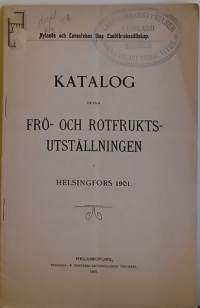 Nylands och Tavastehus läns Landtbrukssällskap.
KATALOG
ÖFVER
FRÖ- OCH ROTFRUKTS-
UTSTÄLLNINGEN
I
HELSINGFORS 1901.
HELSINGFORS,
1901.